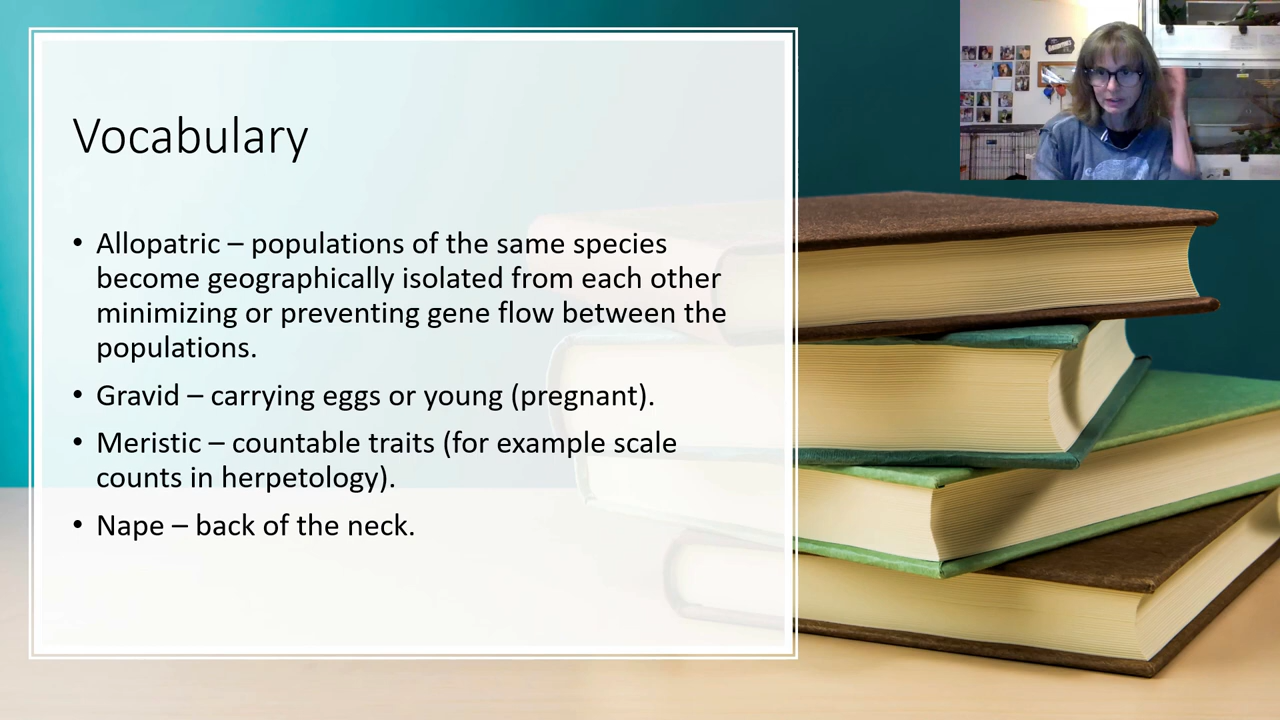 Vocabulary
• Allopatric – populations of the same species
become geographically isolated from each other
minimizing or preventing gene flow between the
populations.
• Gravid – carrying eggs or young (pregnant).
• Meristic – countable traits (for example scale
counts in herpetology).
• Nape – back of the neck.